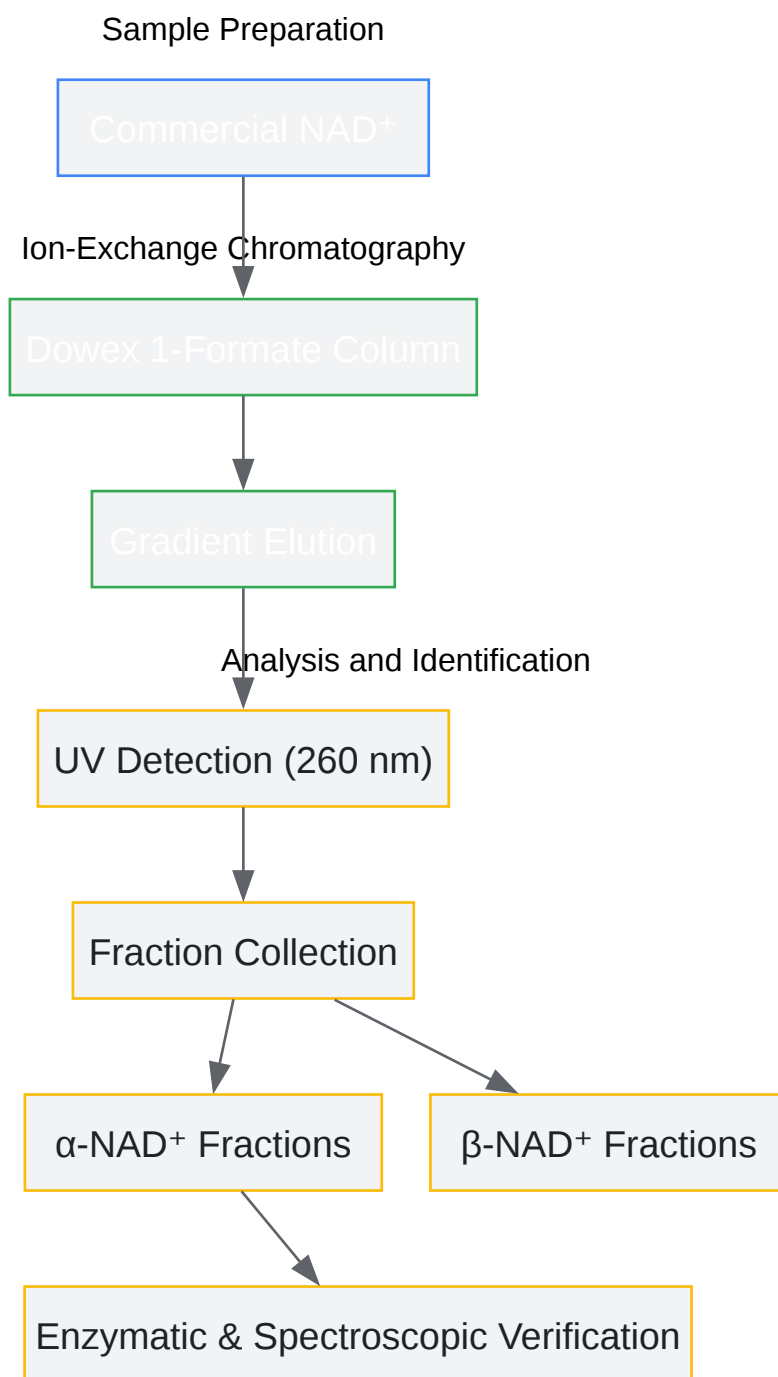 Sample Preparation
Commercial NAD⁺
Ion-Exchange Chromatography
Dowex 1-Formate Column
Gradient Elution
Analysis and Identification
UV Detection (260 nm)
Fraction Collection
α-NAD⁺ Fractions
β-NAD⁺ Fractions
Enzymatic & Spectroscopic Verification